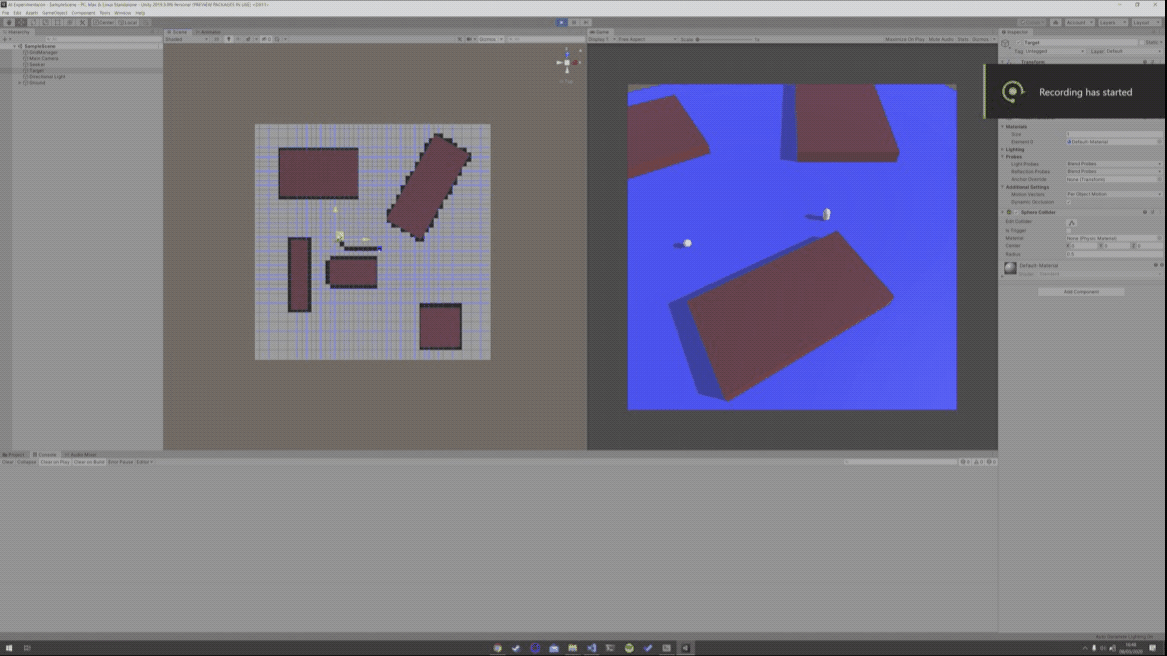 AI Experimentation - SampleScene - PC, Mac & Linux Standalone - Unity 2019.3.0f6 Personal [PREVIEW PACKAGES IN USE] <DX11>
File Edit Assets GameObject Component Tools Window Help
Center Local
Account Layers Layout
Hierarchy
Scene Animator
Game
Inspector
Shaded
Gizmos
Display 1 Free Aspect Scale 1x Maximize On Play Mute Audio Stats Gizmos
SampleScene
GridManager
Main Camera
Seeker
Target
Directional Light
Ground
Target Static
Tag Untagged Layer Default
Transform
Recording has started
Materials
Size 1
Element 0 Default-Material
Lighting
Probes
Light Probes Blend Probes
Reflection Probes Blend Probes
Anchor Override None (Transform)
Additional Settings
Motion Vectors Per Object Motion
Dynamic Occlusion
Sphere Collider
Edit Collider
Is Trigger
Material None (Physic Material)
Center X 0 Y 0 Z 0
Radius 0.5
Default-Material
Shader Standard
Add Component
Project Console Audio Mixer
Clear Collapse Clear on Play Clear on Build Error Pause Editor
Auto Generate Lighting On